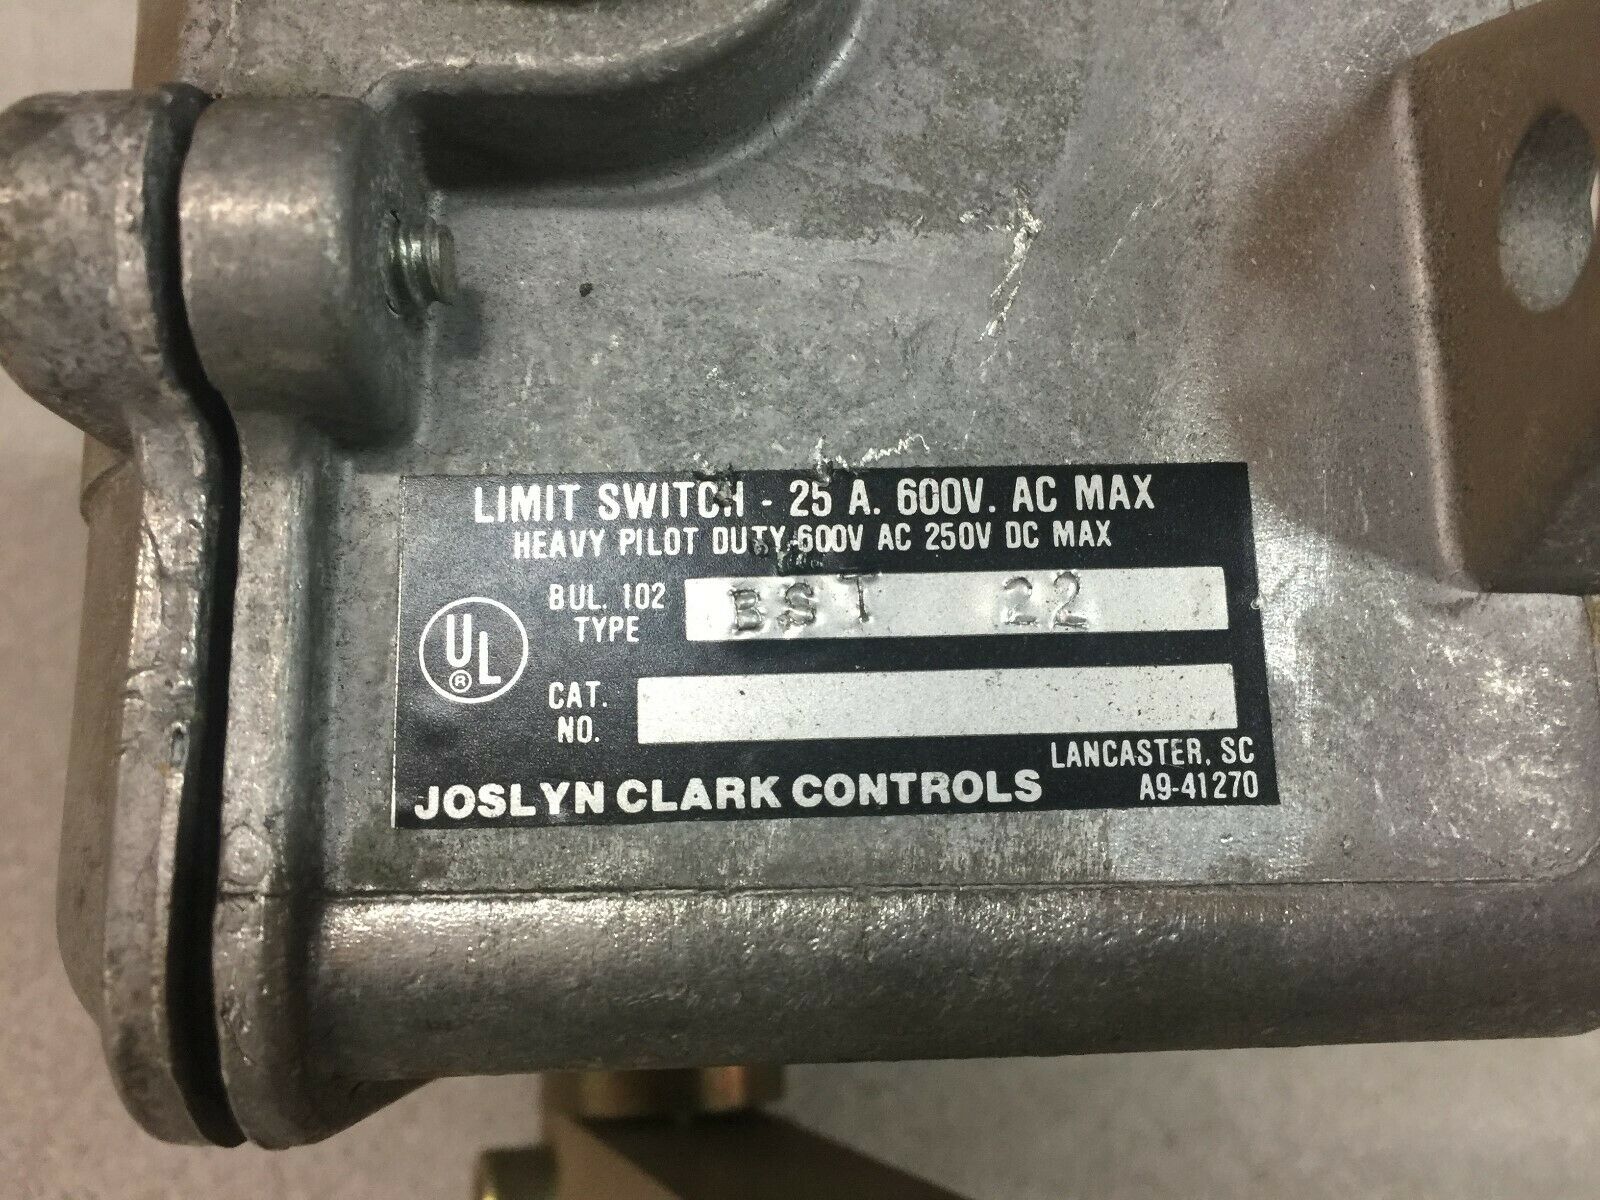 LIMIT SWITCH - 25 A. 600V. AC MAX
HEAVY PILOT DUTY-600V AC 250V DC MAX
BUL. 102
TYPE
BST 22
UL
®
CAT.
NO.
LANCASTER, SC
JOSLYN CLARK CONTROLS
A9-41270